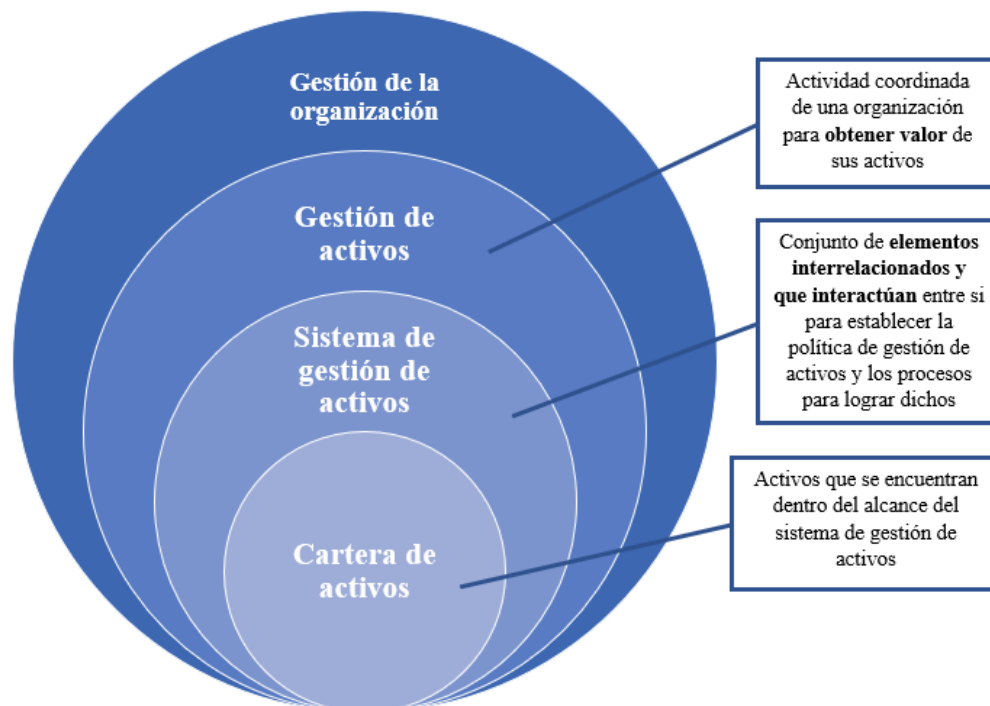 Gestión de la
organización
Gestión de
activos
Sistema de
gestión de
activos
Cartera de
activos
Actividad coordinada
de una organización
para obtener valor de
sus activos
Conjunto de elementos
interrelacionados y
que interactúan entre si
para establecer la
política de gestión de
activos y los procesos
para lograr dichos
Activos que se encuentran
dentro del alcance del
sistema de gestión de
activos